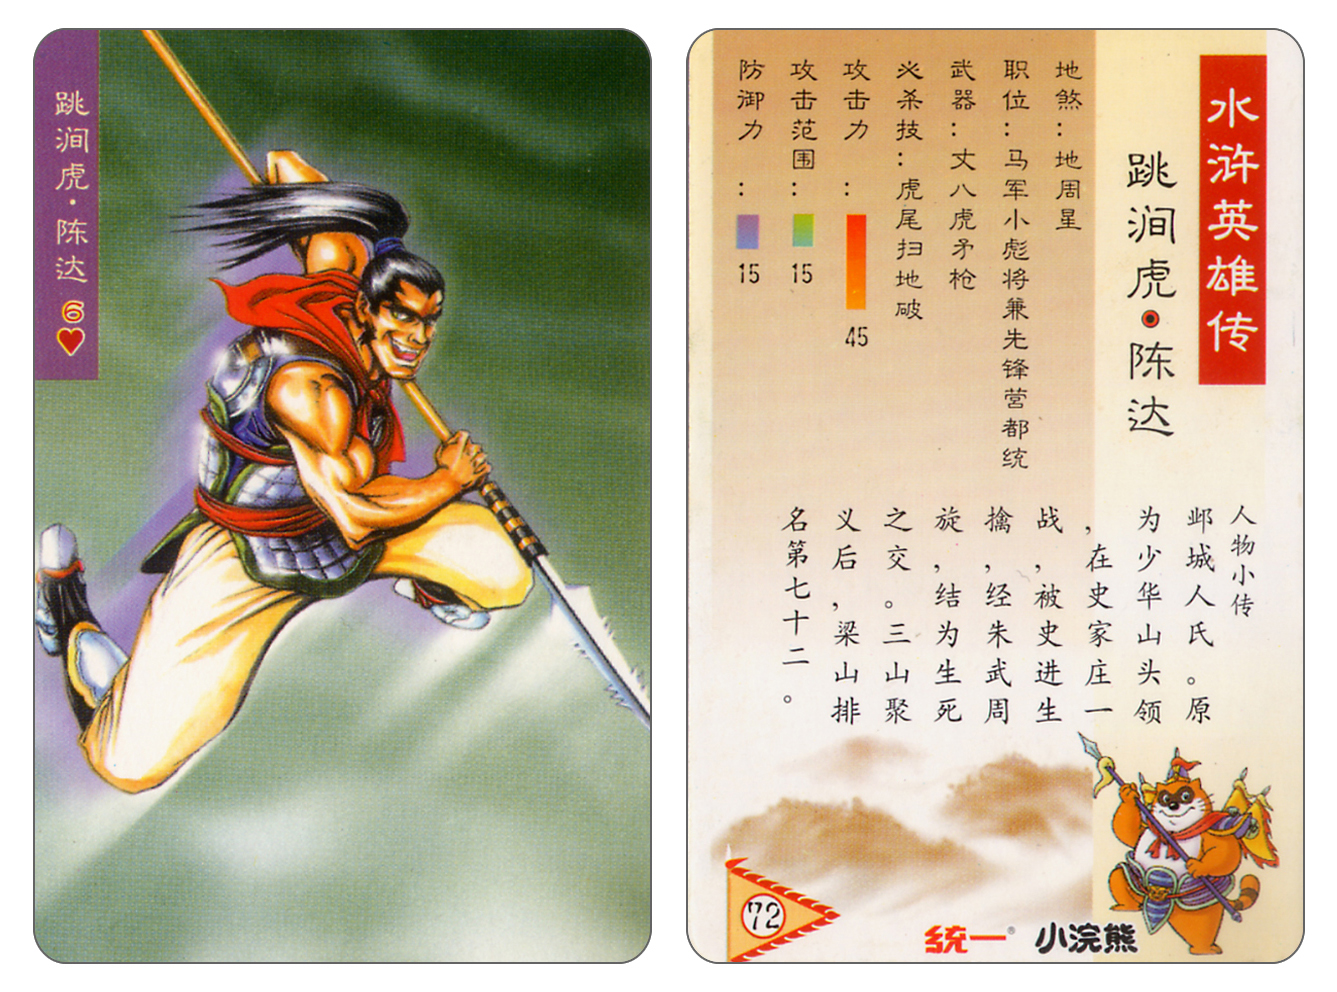 跳涧虎·陈达
6
水浒英雄传
跳涧虎·陈达
地煞：地周星
职位：马军小彪将兼先锋营都统
武器：丈八虎矛枪
必杀技：虎尾扫地破
攻击力：45
攻击范围：15
防御力：15
人物小传
邺城人氏。原
为少华山头领
，在史家庄一
战，被史进生
擒，经朱武周
旋，结为生死
之交。三山聚
义后，梁山排
名第七十二。
72
统一®
小浣熊